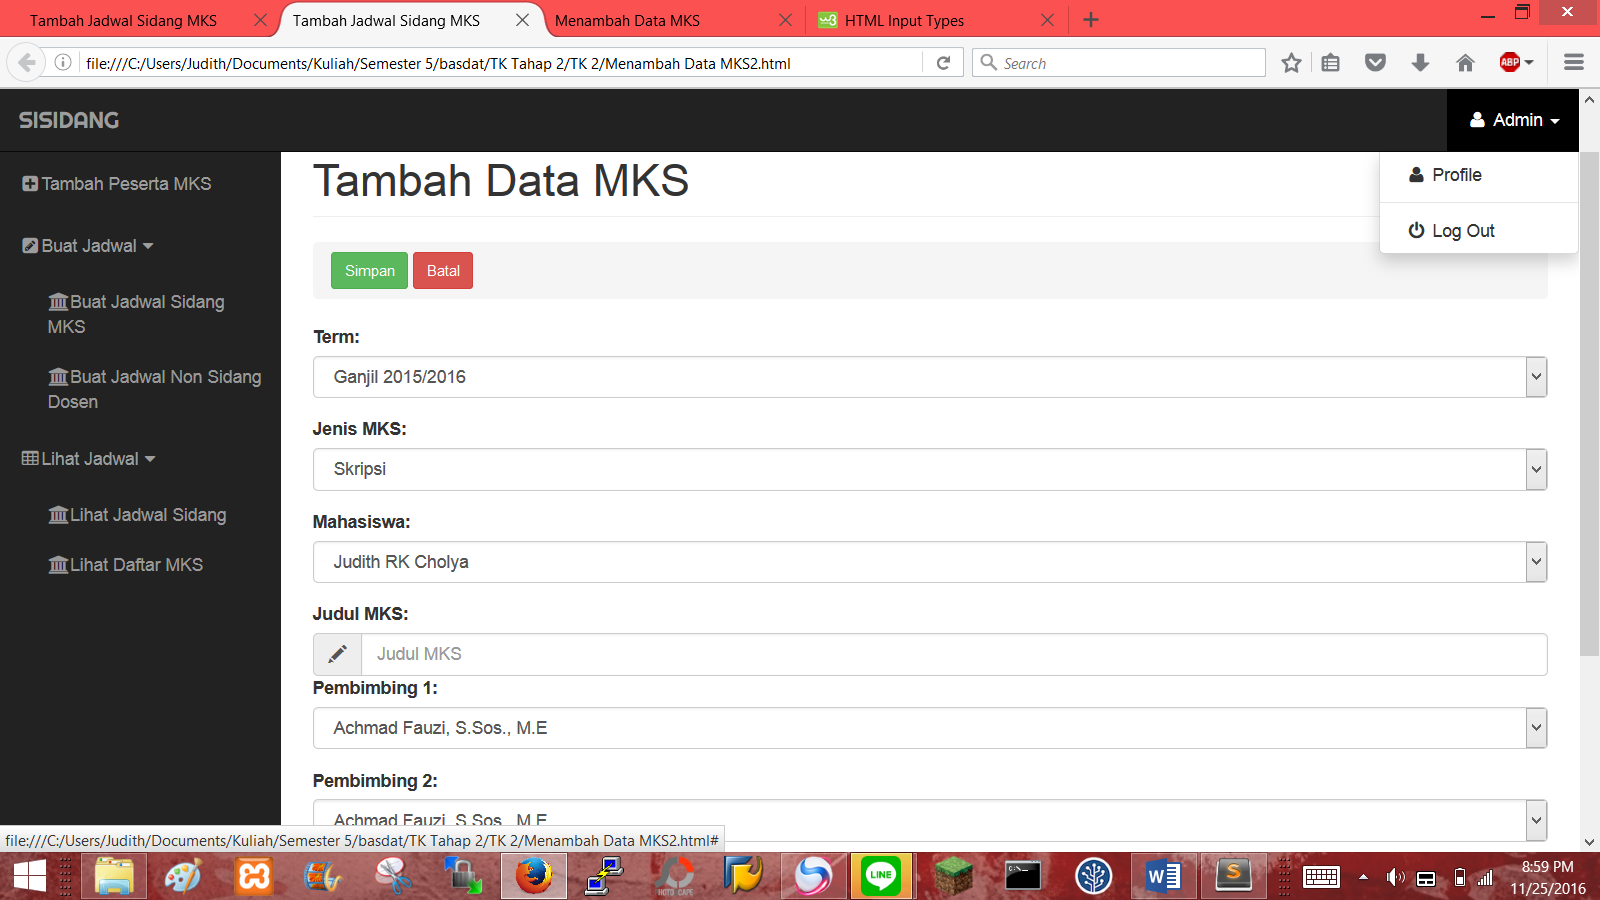 Tambah Jadwal Sidang MKS
Tambah Jadwal Sidang MKS
Menambah Data MKS
HTML Input Types
file:///C:/Users/Judith/Documents/Kuliah/Semester 5/basdat/TK Tahap 2/TK 2/Menambah Data MKS2.html
Search
ABP
SISIDANG
Admin
Profile
Log Out
Tambah Peserta MKS
Buat Jadwal
Buat Jadwal Sidang
MKS
Buat Jadwal Non Sidang
Dosen
Lihat Jadwal
Lihat Jadwal Sidang
Lihat Daftar MKS
Tambah Data MKS
Simpan
Batal
Term:
Ganjil 2015/2016
Jenis MKS:
Skripsi
Mahasiswa:
Judith RK Cholya
Judul MKS:
Judul MKS
Pembimbing 1:
Achmad Fauzi, S.Sos., M.E
Pembimbing 2:
Achmad Fauzi, S.Sos., M.E
file:///C:/Users/Judith/Documents/Kuliah/Semester 5/basdat/TK Tahap 2/TK 2/Menambah Data MKS2.html#
LINE
8:59 PM
11/25/2016